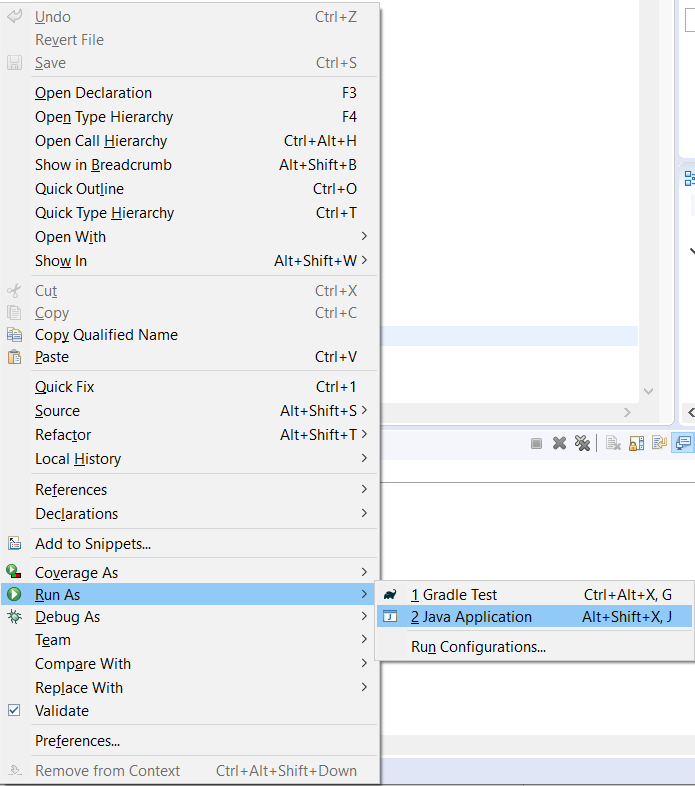 Undo Ctrl+Z
Revert File
Save Ctrl+S
Open Declaration F3
Open Type Hierarchy F4
Open Call Hierarchy Ctrl+Alt+H
Show in Breadcrumb Alt+Shift+B
Quick Outline Ctrl+O
Quick Type Hierarchy Ctrl+T
Open With
Show In Alt+Shift+W
Cut Ctrl+X
Copy Ctrl+C
Copy Qualified Name
Paste Ctrl+V
Quick Fix Ctrl+1
Source Alt+Shift+S
Refactor Alt+Shift+T
Local History
References
Declarations
Add to Snippets...
Coverage As
Run As
1 Gradle Test Ctrl+Alt+X, G
Debug As
2 Java Application Alt+Shift+X, J
Team
Run Configurations...
Compare With
Replace With
Validate
Preferences...
Remove from Context Ctrl+Alt+Shift+Down